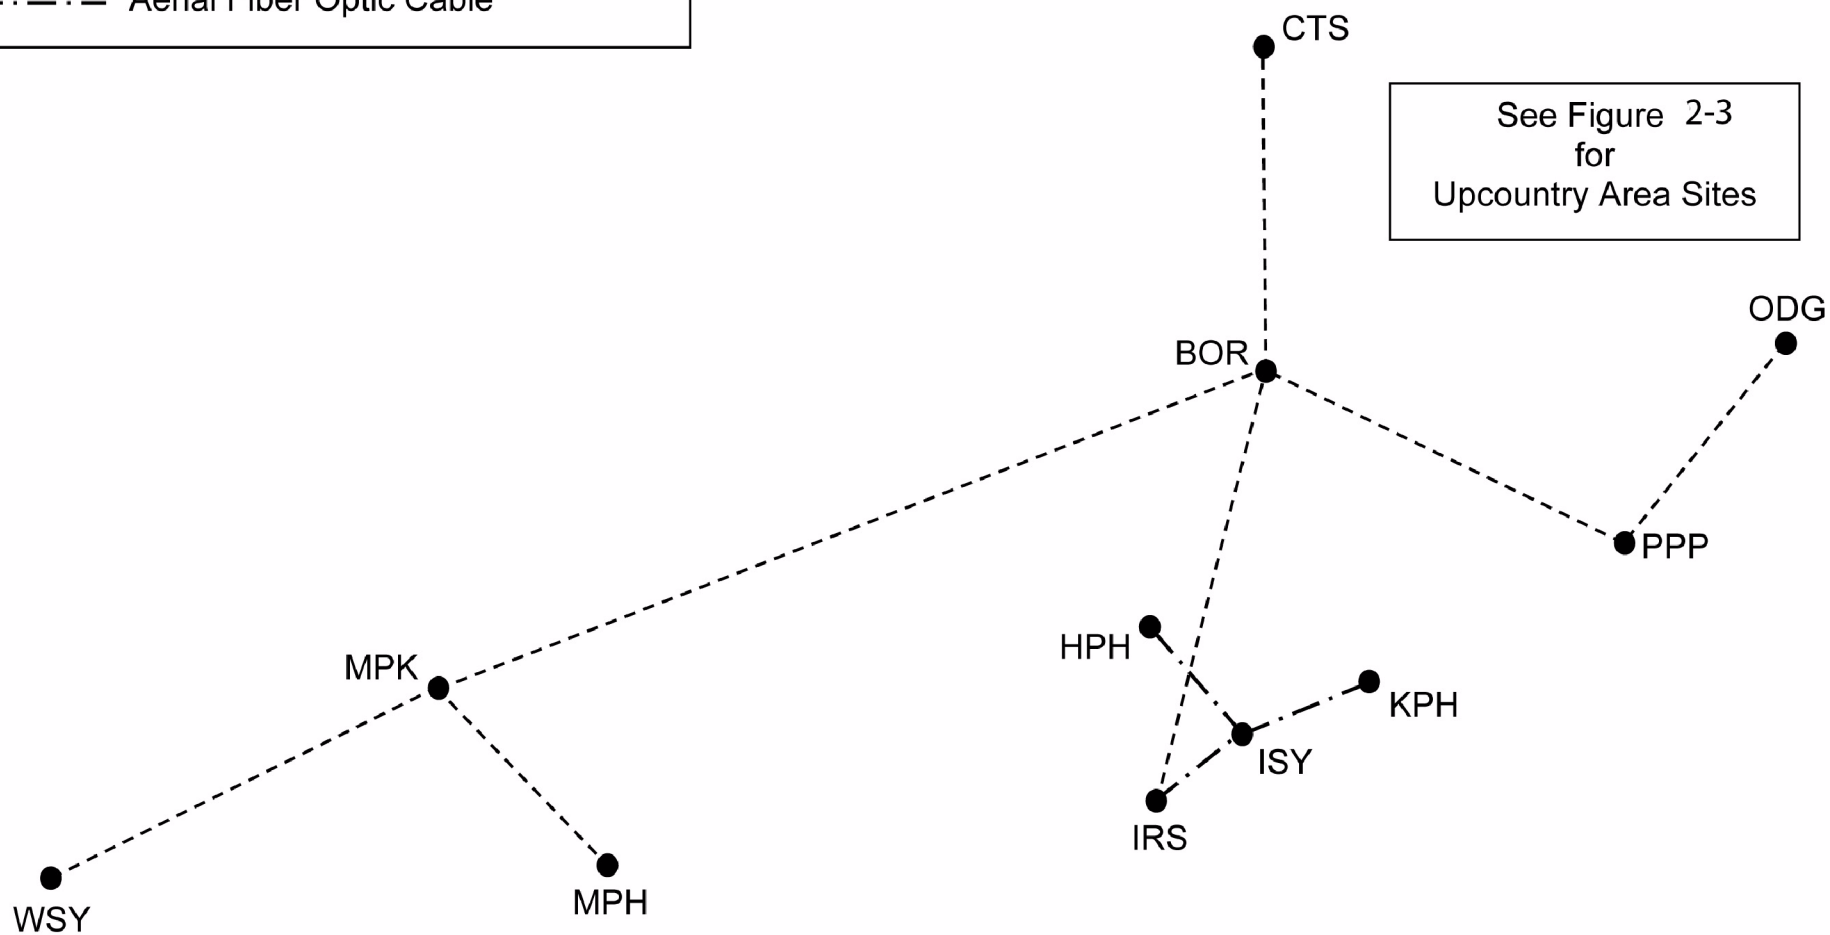 Aerial Fiber Optic Cable
CTS
See Figure 2-3
for
Upcountry Area Sites
ODG
BOR
PPP
HPH
MPK
KPH
ISY
IRS
MPH
WSY